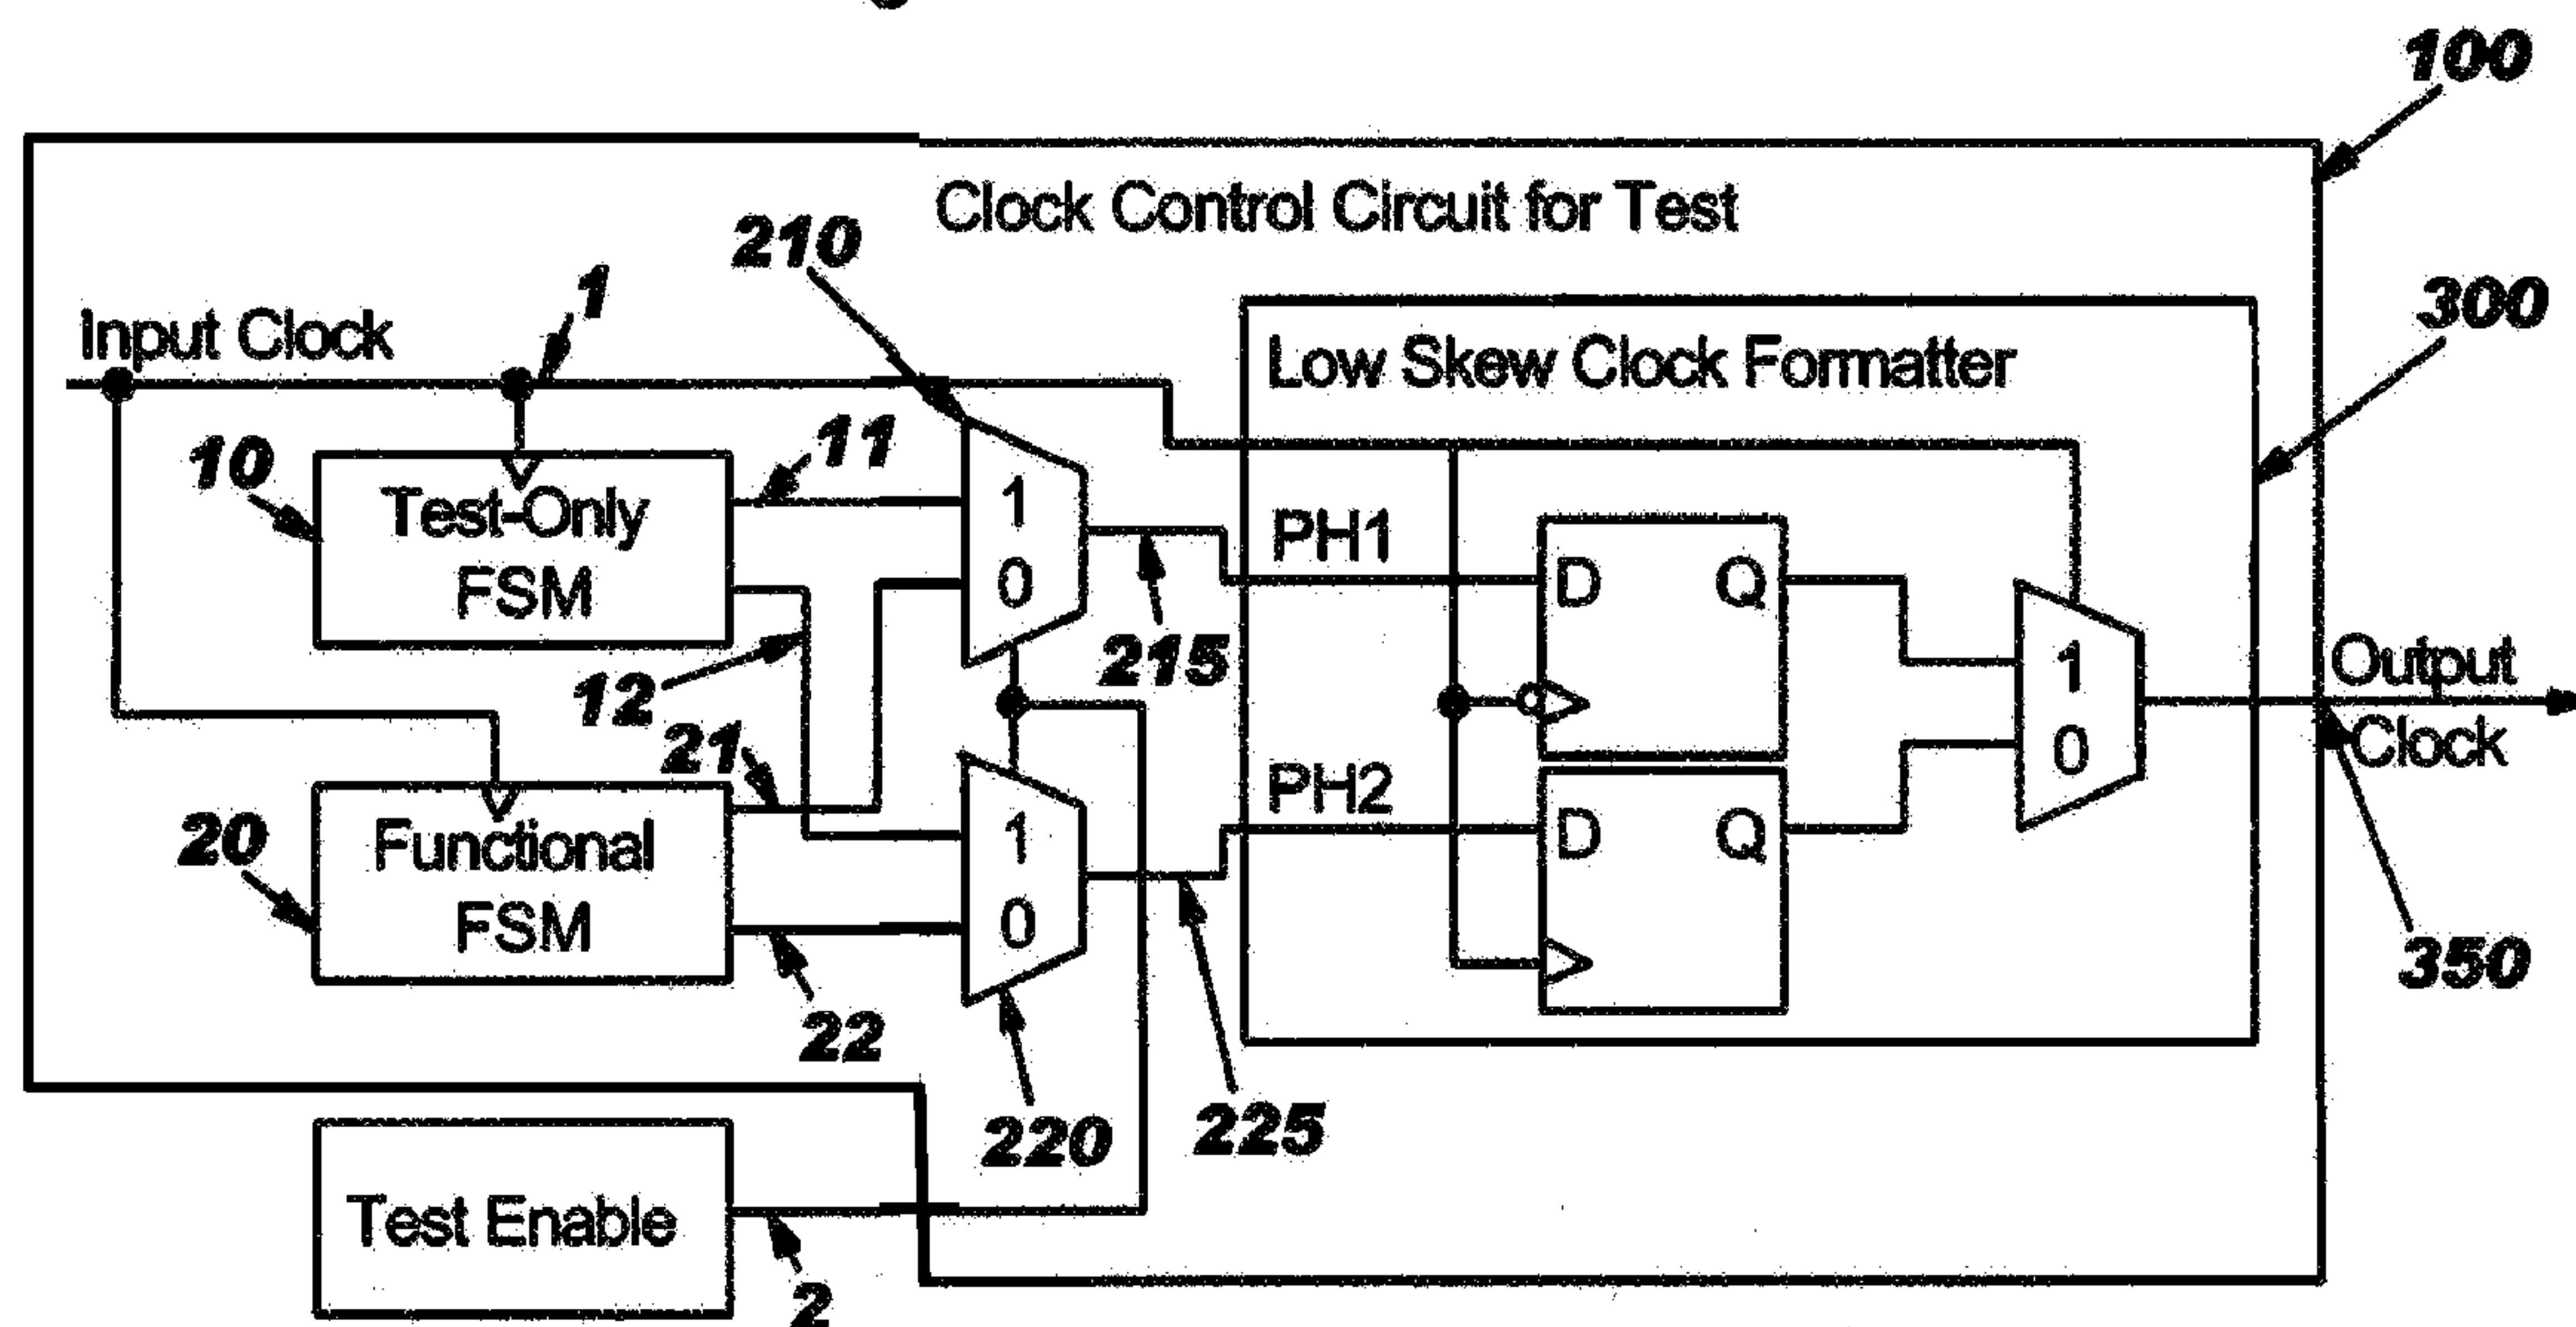 100
Clock Control Circuit for Test
210
1
Input Clock
300
Low Skew Clock Formatter
11
10
Test-Only
FSM
1
0
PH1
D Q
215
12
21
1
0
Output
Clock
PH2
D Q
20
Functional
FSM
1
0
22
350
220
225
Test Enable
2